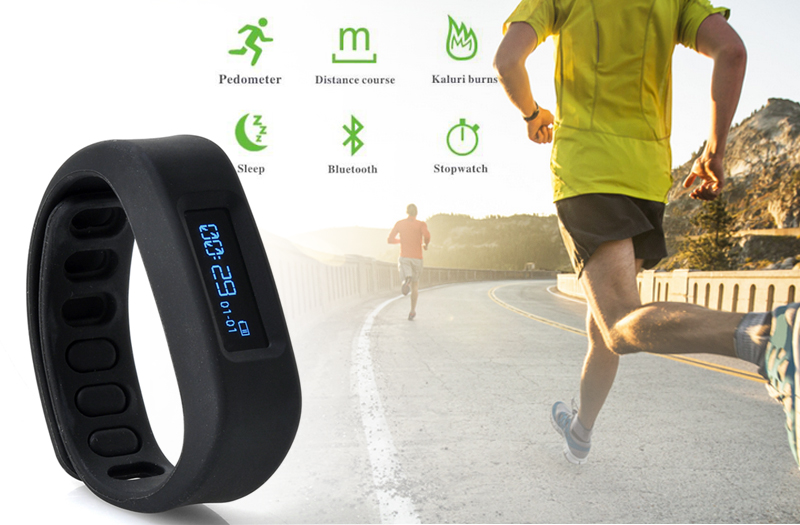 m
Pedometer Distance course Kaluri burns
Sleep Bluetooth Stopwatch
00:29
01-01